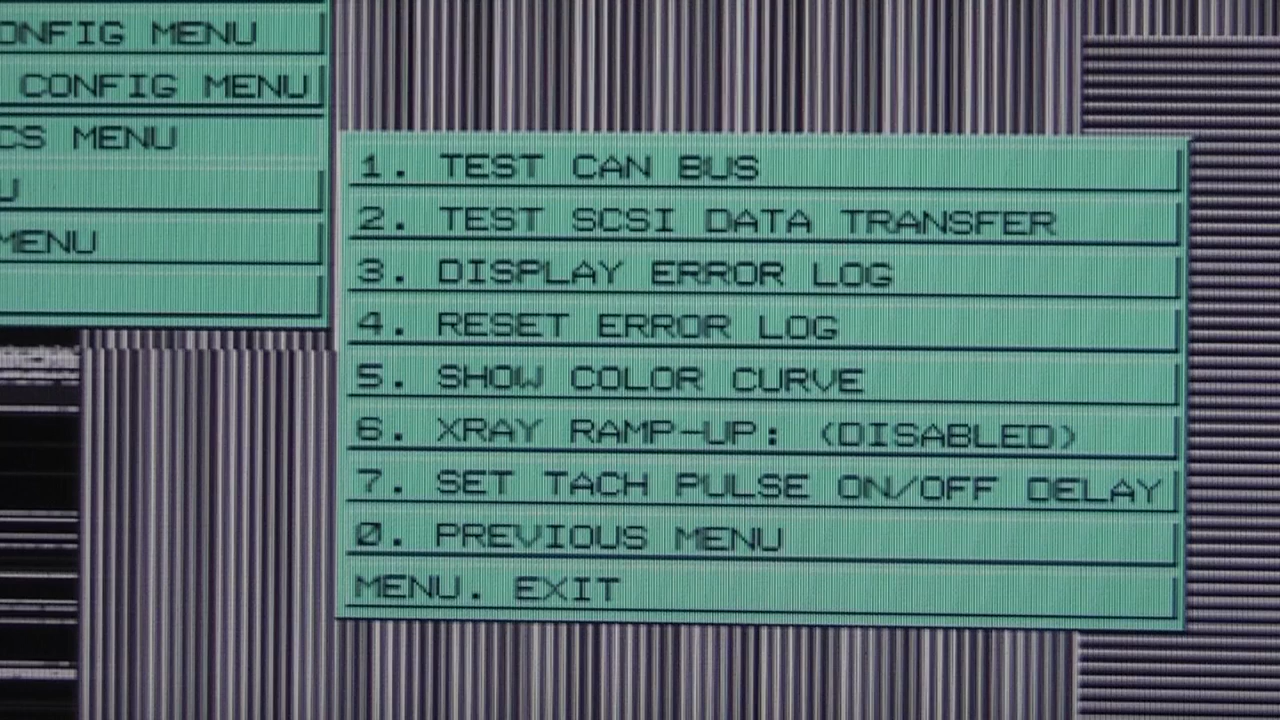 ONFIG MENU
CONFIG MENU
CS MENU
U
MENU
1. TEST CAN BUS
2. TEST SCSI DATA TRANSFER
3. DISPLAY ERROR LOG
4. RESET ERROR LOG
5. SHOW COLOR CURVE
6. XRAY RAMP-UP: (DISABLED)
7. SET TACH PULSE ON/OFF DELAY
0. PREVIOUS MENU
MENU. EXIT